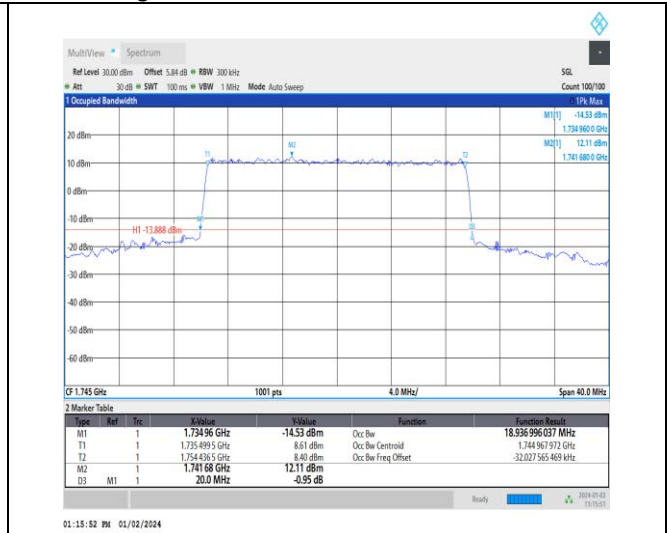 MultiView Spectrum
Ref Level 30.00 dBm Offset 5.84 dB RBW 300 kHz SGL
Att 30 dB SWT 100 ms VBW 1 MHz Mode Auto Sweep Count 100/100
1 Occupied Bandwidth 1Pk Max
M1[1] -14.53 dBm
1.734 960 0 GHz
M2[1] 12.11 dBm
1.741 680 0 GHz
20 dBm
10 dBm
0 dBm
-10 dBm
-20 dBm
-30 dBm
-40 dBm
-50 dBm
-60 dBm
T1
M2
T2
H1 -13.888 dBm
CF 1.745 GHz 1001 pts 4.0 MHz/ Span 40.0 MHz
2 Marker Table
Type Ref Trc X-Value Y-Value Function Function Result
M1 1 1.734 96 GHz -14.53 dBm Occ Bw 18.936 996 037 MHz
T1 1 1.735 499 5 GHz 8.61 dBm Occ Bw Centroid 1.744 967 972 GHz
T2 1 1.754 436 5 GHz 8.40 dBm Occ Bw Freq Offset -32.027 565 469 kHz
M2 1 1.741 68 GHz 12.11 dBm
D3 M1 1 20.0 MHz -0.95 dB
Ready 2024-01-02
13:15:51
01:15:52 PM 01/02/2024